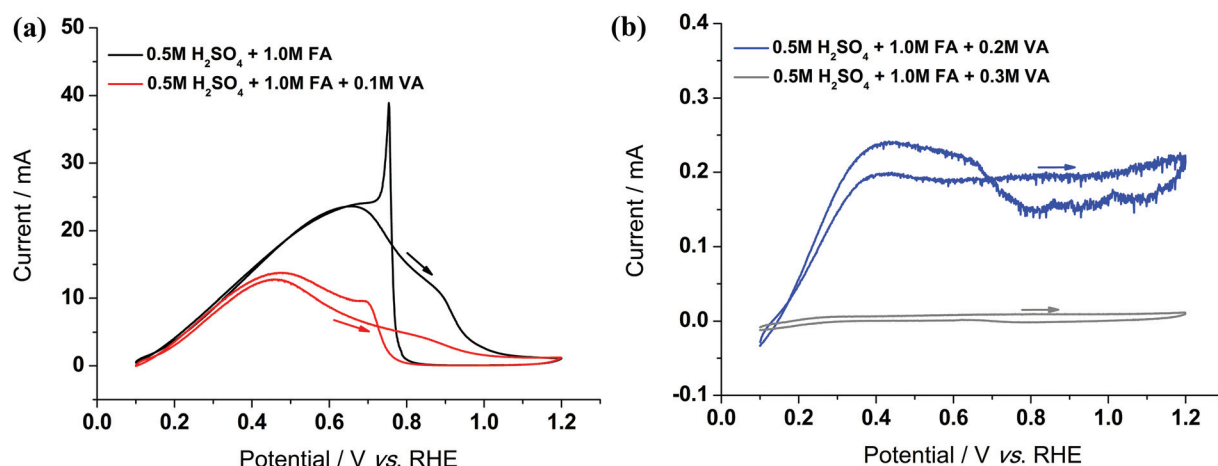 (a)
50
40
30
20
10
0
Current / mA
0.5M H₂SO₄ + 1.0M FA
0.5M H₂SO₄ + 1.0M FA + 0.1M VA
0.0 0.2 0.4 0.6 0.8 1.0 1.2
Potential / V vs. RHE
(b)
0.4
0.3
0.2
0.1
0.0
-0.1
Current / mA
0.5M H₂SO₄ + 1.0M FA + 0.2M VA
0.5M H₂SO₄ + 1.0M FA + 0.3M VA
0.0 0.2 0.4 0.6 0.8 1.0 1.2
Potential / V vs. RHE